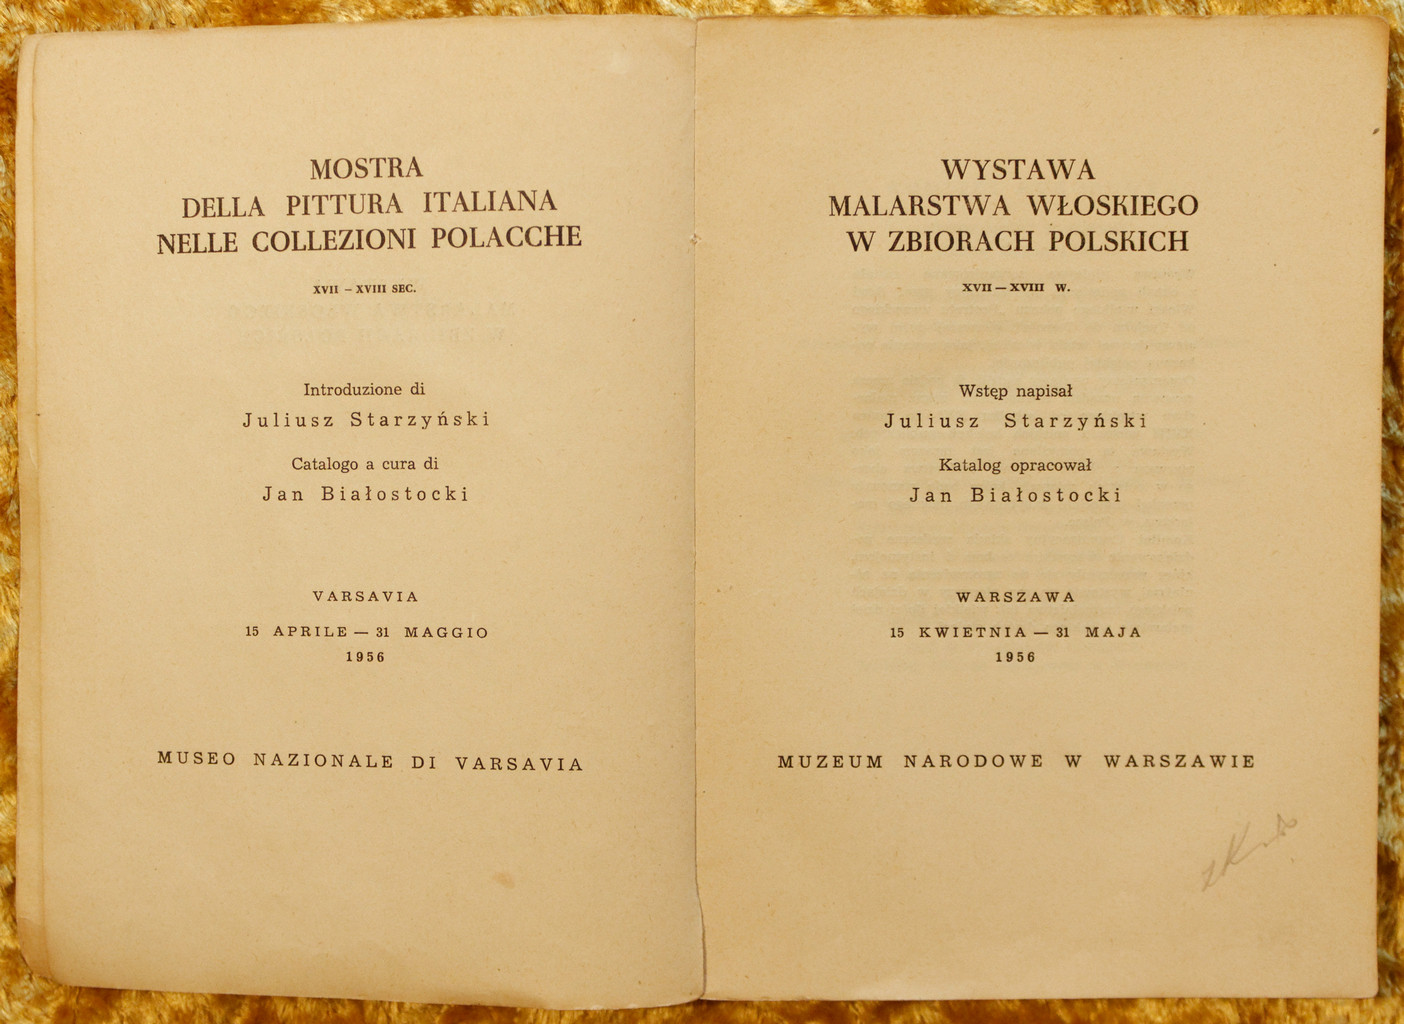 MOSTRA
DELLA PITTURA ITALIANA
NELLE COLLEZIONI POLACCHE
XVII – XVIII SEC.
Introduzione di
Juliusz Starzyński
Catalogo a cura di
Jan Białostocki
VARSAVIA
15 APRILE — 31 MAGGIO
1956
MUSEO NAZIONALE DI VARSAVIA
WYSTAWA
MALARSTWA WŁOSKIEGO
W ZBIORACH POLSKICH
XVII — XVIII W.
Wstęp napisał
Juliusz Starzyński
Katalog opracował
Jan Białostocki
WARSZAWA
15 KWIETNIA — 31 MAJA
1956
MUZEUM NARODOWE W WARSZAWIE